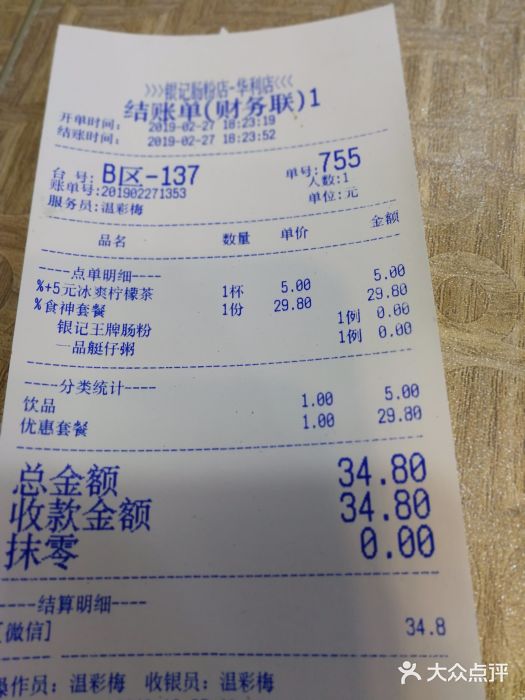 >>>银记肠粉店-华利店<<<
结账单(财务联)1
开单时间： 2019-02-27 18:23:19
结账时间： 2019-02-27 18:23:52
台 号: B区-137 单号:755
账单号:201902271353 人数:1
服务员:温彩梅 单位:元
品名 数量 单价 金额
----点单明细----
%+5元冰爽柠檬茶 1杯 5.00 5.00
%食神套餐 1份 29.80 29.80
银记王牌肠粉 1例 0.00
一品艇仔粥 1例 0.00
----分类统计----
饮品 1.00 5.00
优惠套餐 1.00 29.80
总金额 34.80
收款金额 34.80
抹零 0.00
----结算明细----
[微信] 34.8
操作员：温彩梅 收银员：温彩梅
大众点评